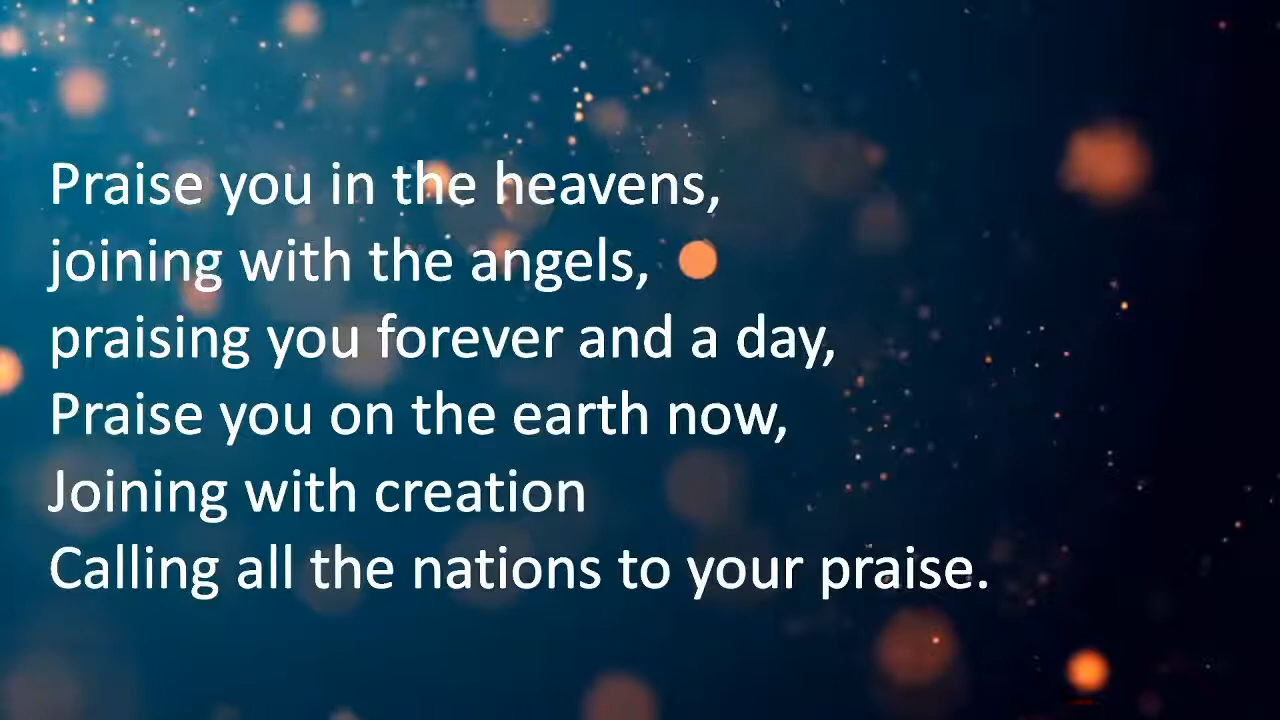 Praise you in the heavens,
joining with the angels,
praising you forever and a day,
Praise you on the earth now,
Joining with creation
Calling all the nations to your praise.